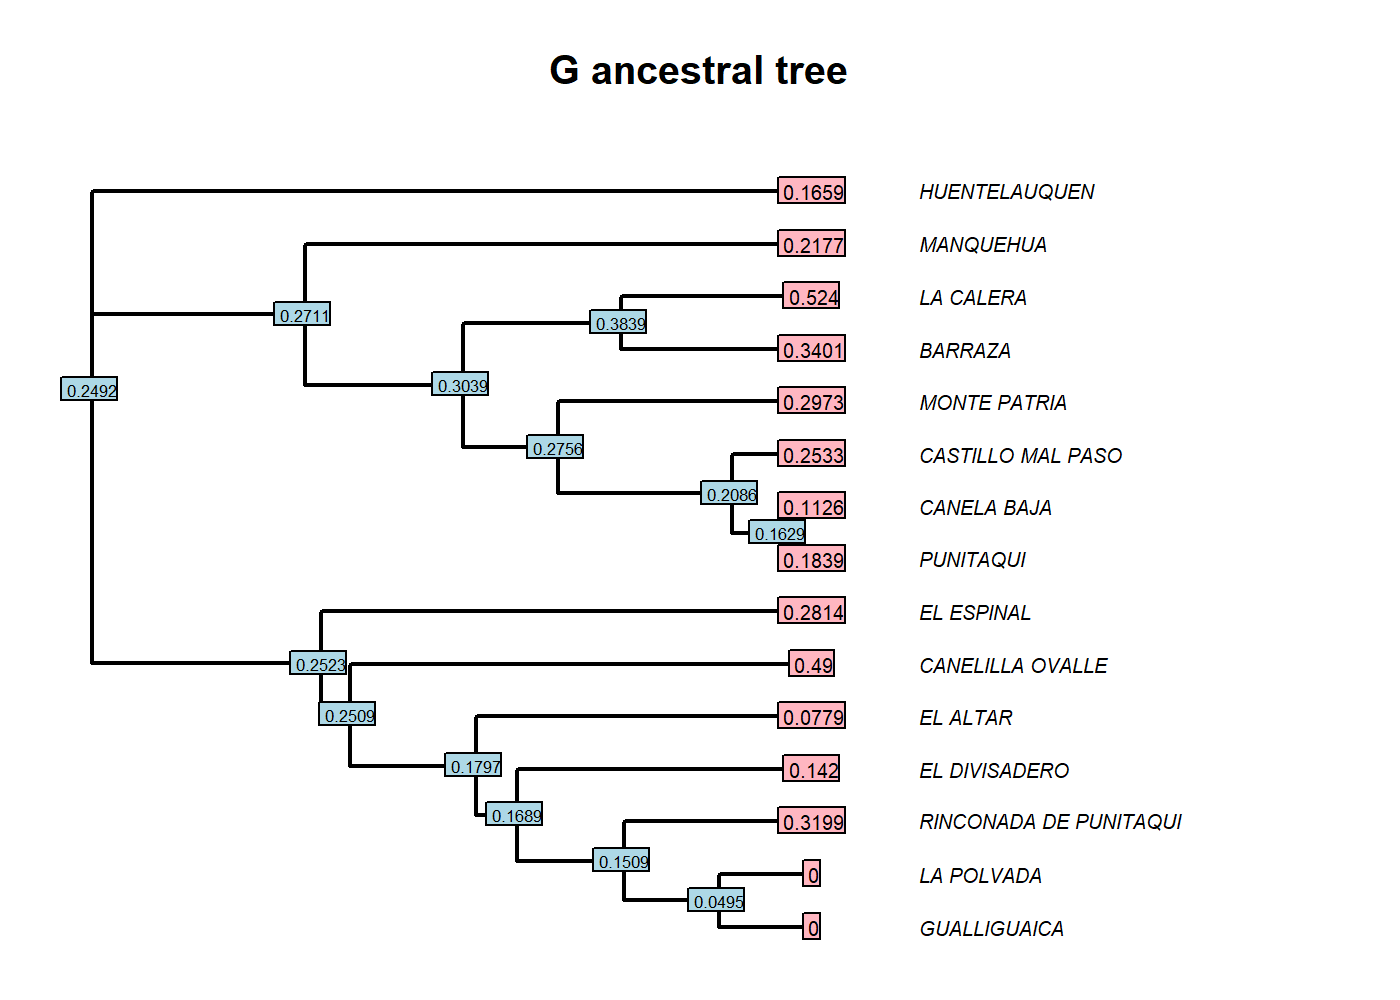 G ancestral tree
0.1659 HUENTELAUQUEN
0.2177 MANQUEHUA
0.524 LA CALERA
0.2711
0.3839
0.3401 BARRAZA
0.3039
0.2492
0.2973 MONTE PATRIA
0.2756
0.2533 CASTILLO MAL PASO
0.2086
0.1126 CANELA BAJA
0.1629
0.1839 PUNITAQUI
0.2814 EL ESPINAL
0.2523
0.49 CANELILLA OVALLE
0.2509
0.0779 EL ALTAR
0.1797
0.142 EL DIVISADERO
0.1689
0.3199 RINCONADA DE PUNITAQUI
0.1509
0 LA POLVADA
0.0495
0 GUALLIGUAICA